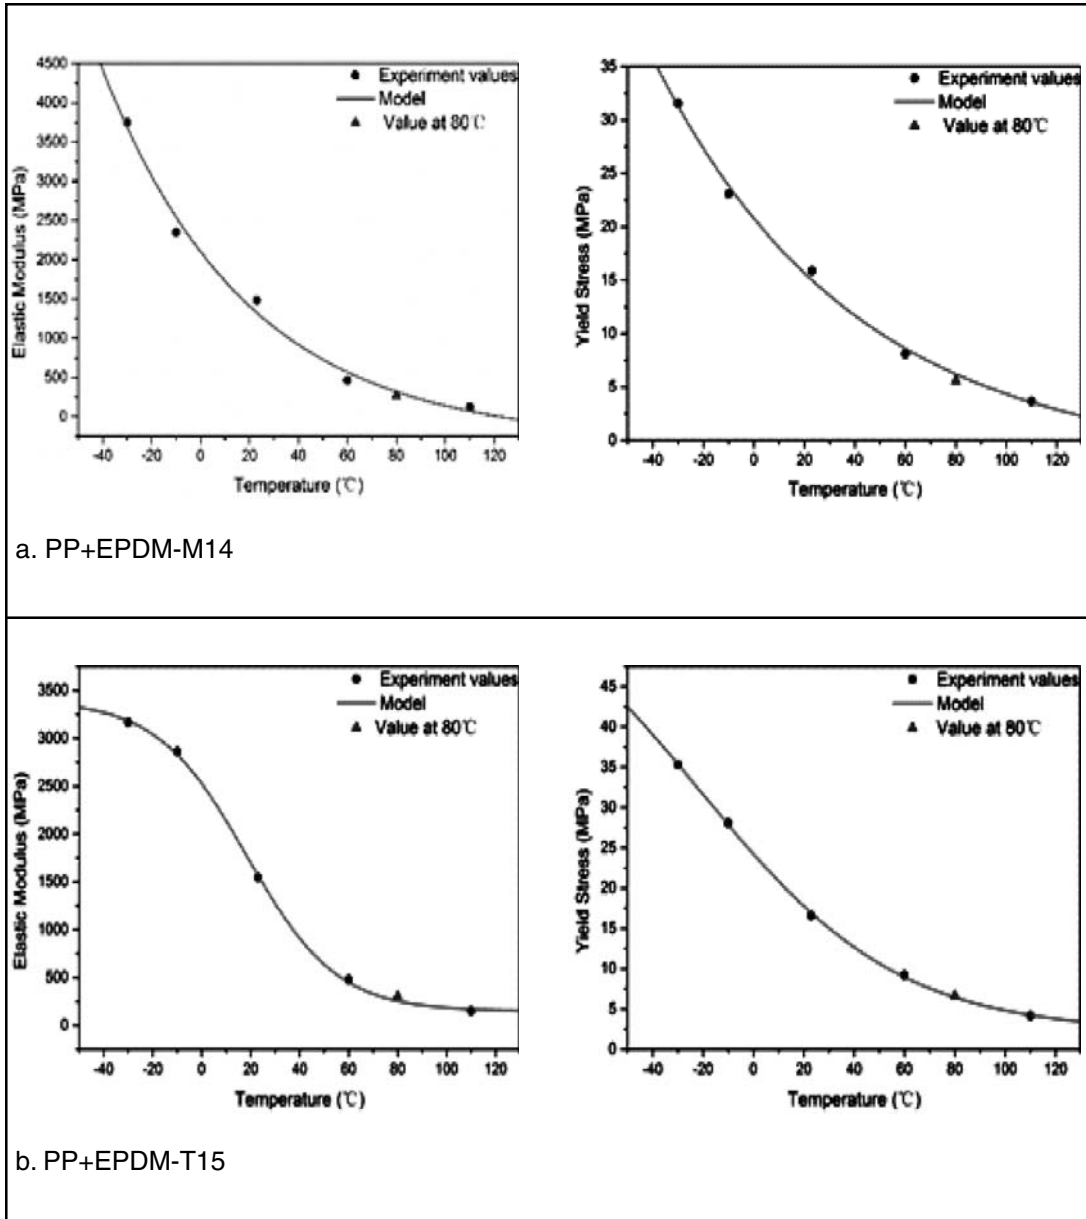 4500
4000
3500
3000
2500
2000
1500
1000
500
0
Elastic Modulus (MPa)
Experiment values
Model
Value at 80℃
-40 -20 0 20 40 60 80 100 120
Temperature (℃)
35
30
25
20
15
10
5
0
Yield Stress (MPa)
Experiment values
Model
Value at 80℃
-40 -20 0 20 40 60 80 100 120
Temperature (℃)
a. PP+EPDM-M14
3500
3000
2500
2000
1500
1000
500
0
Elastic Modulus (MPa)
Experiment values
Model
Value at 80℃
-40 -20 0 20 40 60 80 100 120
Temperature (℃)
45
40
35
30
25
20
15
10
5
0
Yield Stress (MPa)
Experiment values
Model
Value at 80℃
-40 -20 0 20 40 60 80 100 120
Temperature (℃)
b. PP+EPDM-T15